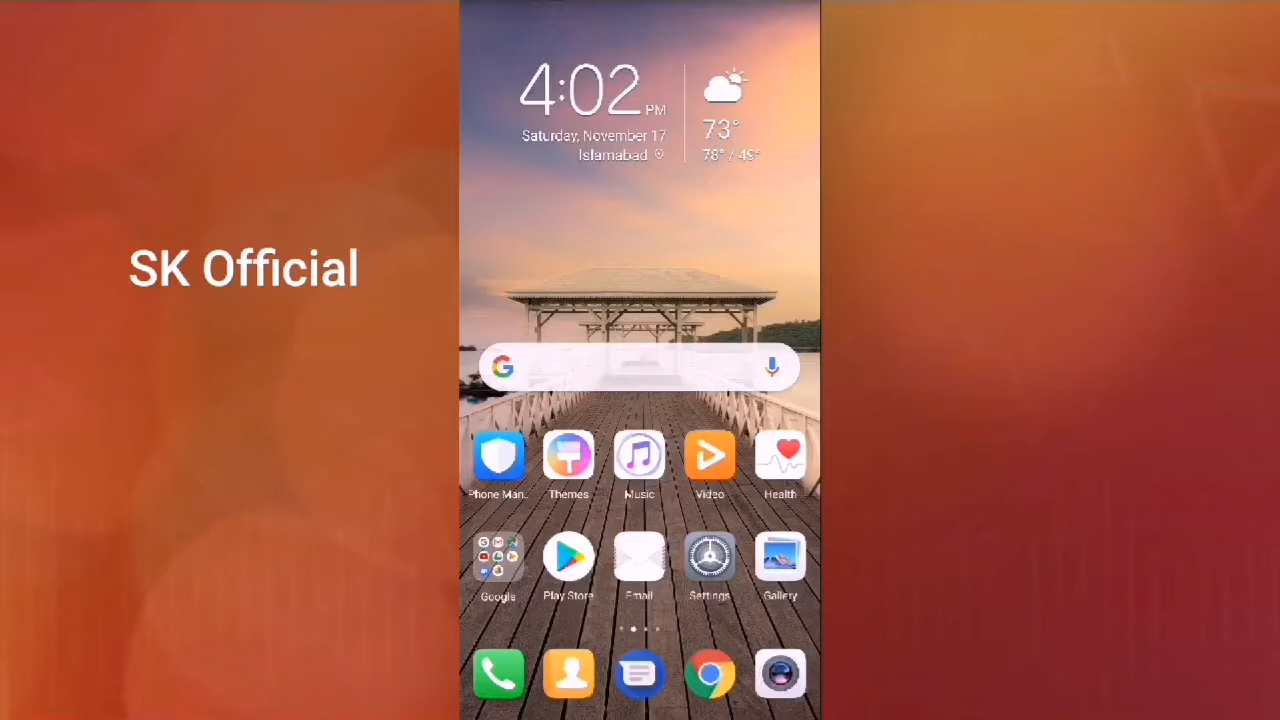 SK Official
4:02 PM
Saturday, November 17
Islamabad
73°
78° / 49°
Phone Man..
Themes
Music
Video
Health
Google
Play Store
Email
Settings
Gallery